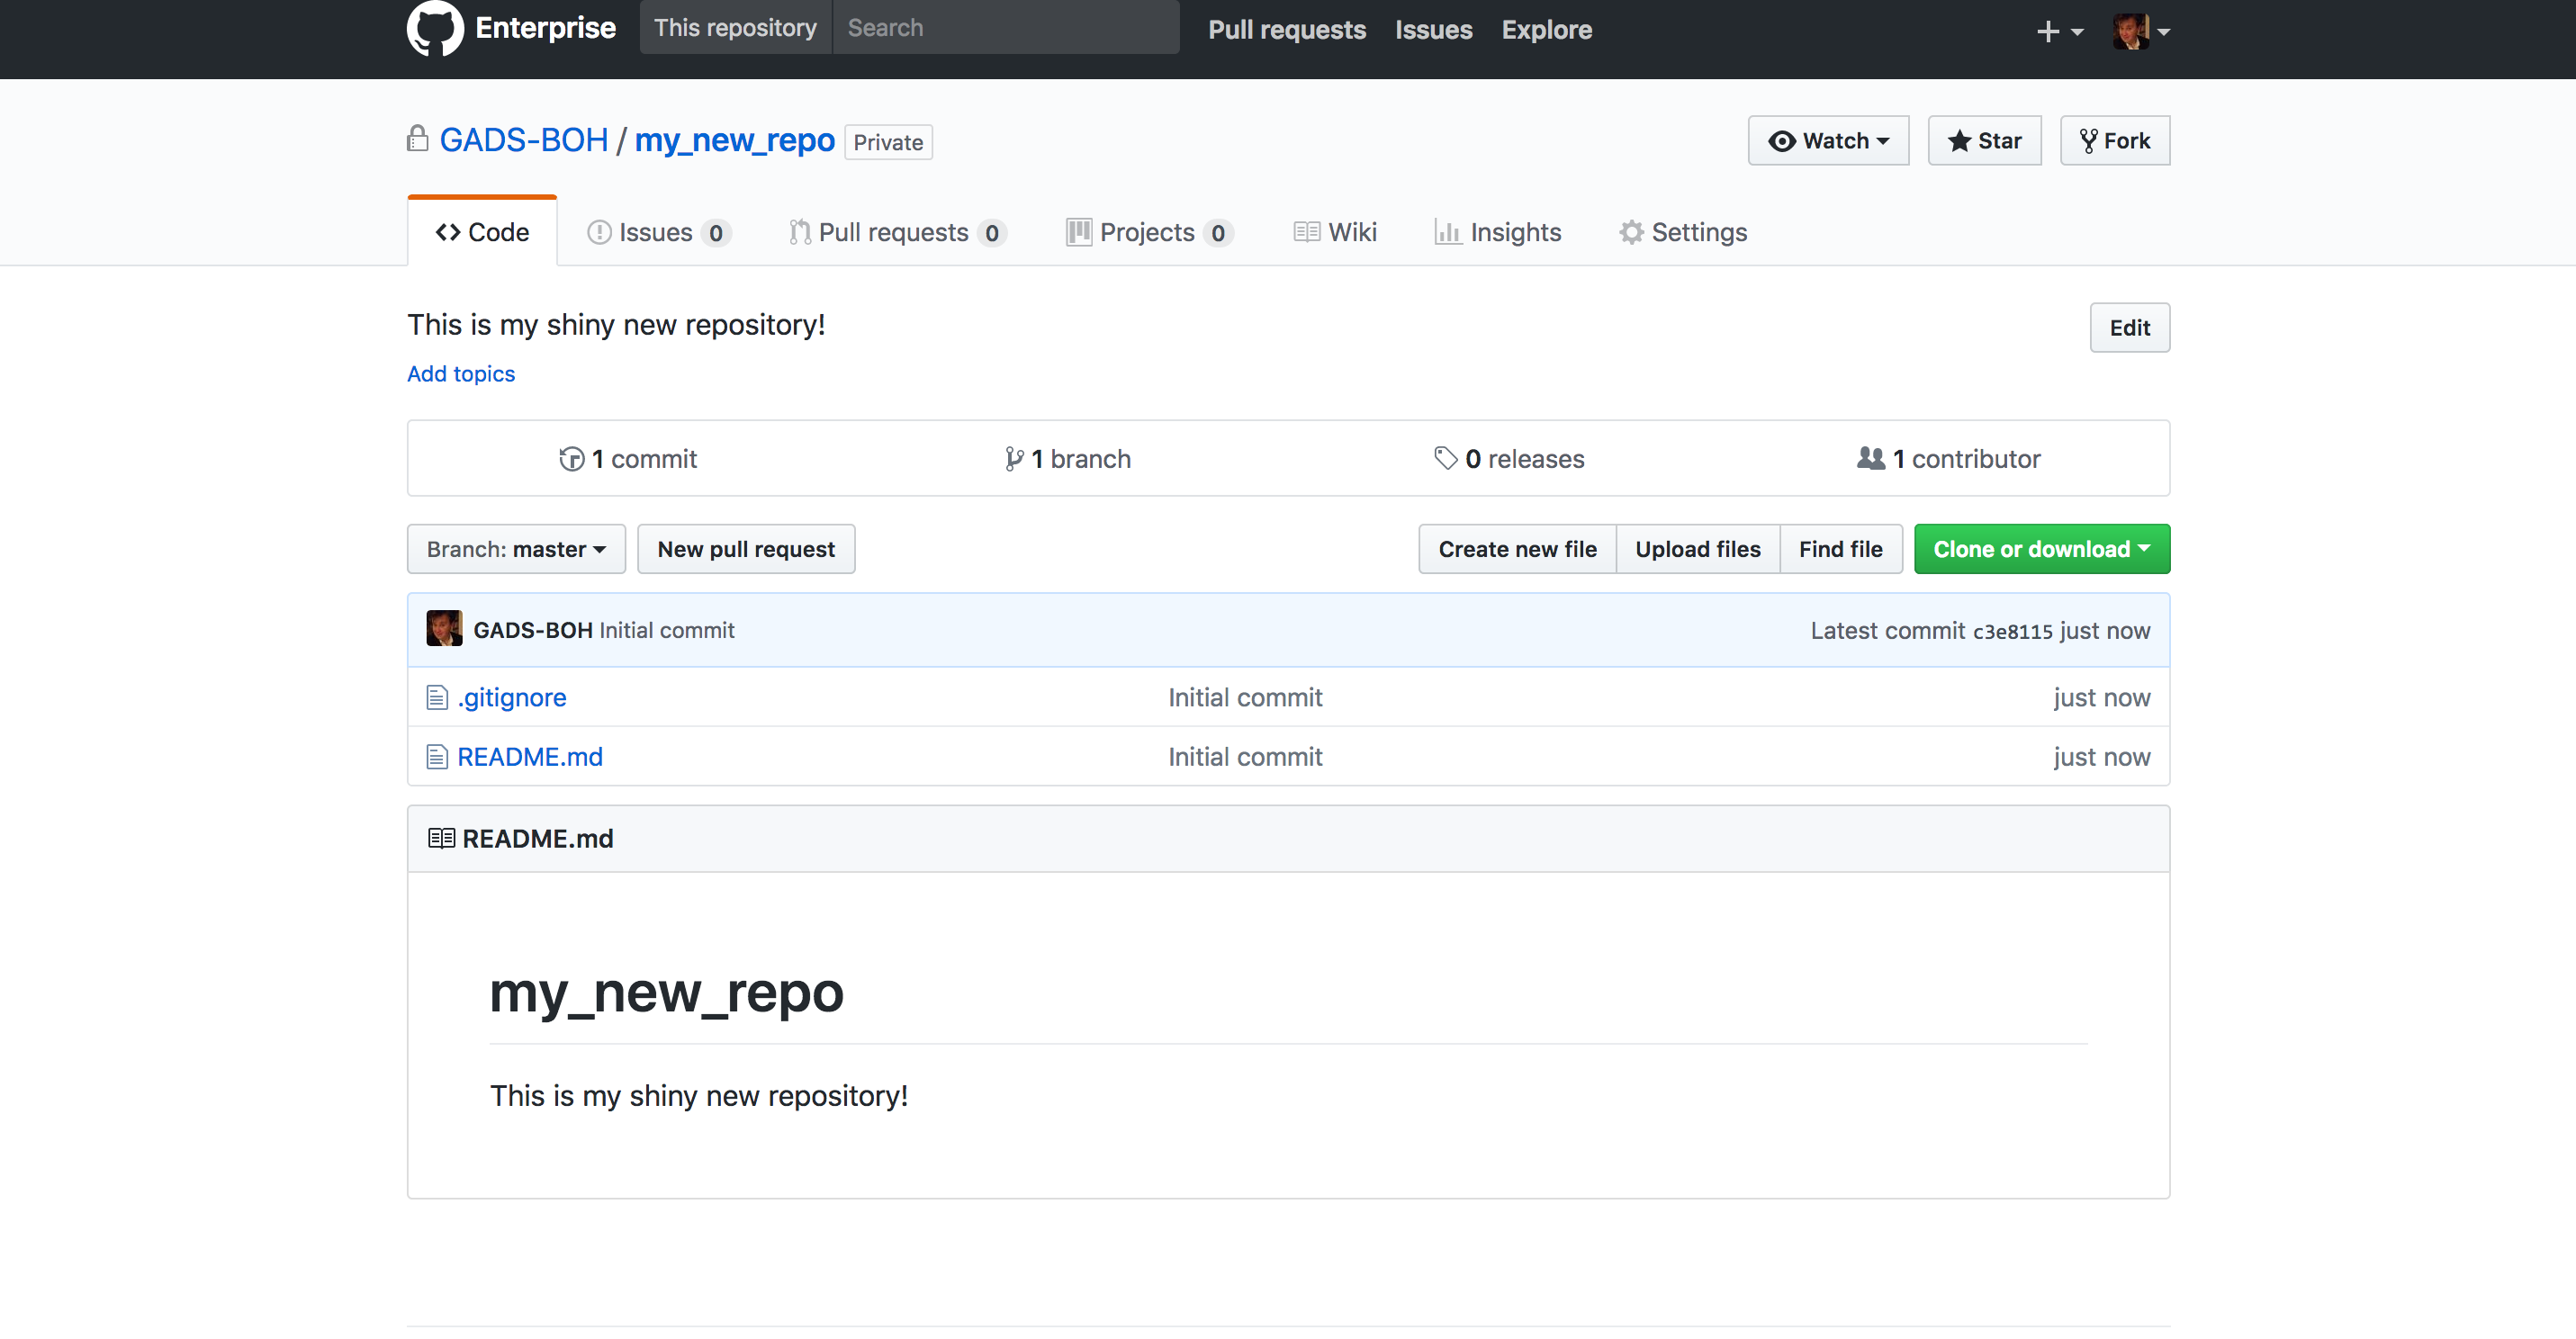 Enterprise This repository Search Pull requests Issues Explore
GADS-BOH / my_new_repo Private Watch Star Fork
Code Issues 0 Pull requests 0 Projects 0 Wiki Insights Settings
This is my shiny new repository! Edit
Add topics
1 commit 1 branch 0 releases 1 contributor
Branch: master New pull request Create new file Upload files Find file Clone or download
GADS-BOH Initial commit Latest commit c3e8115 just now
.gitignore Initial commit just now
README.md Initial commit just now
README.md
my_new_repo
This is my shiny new repository!